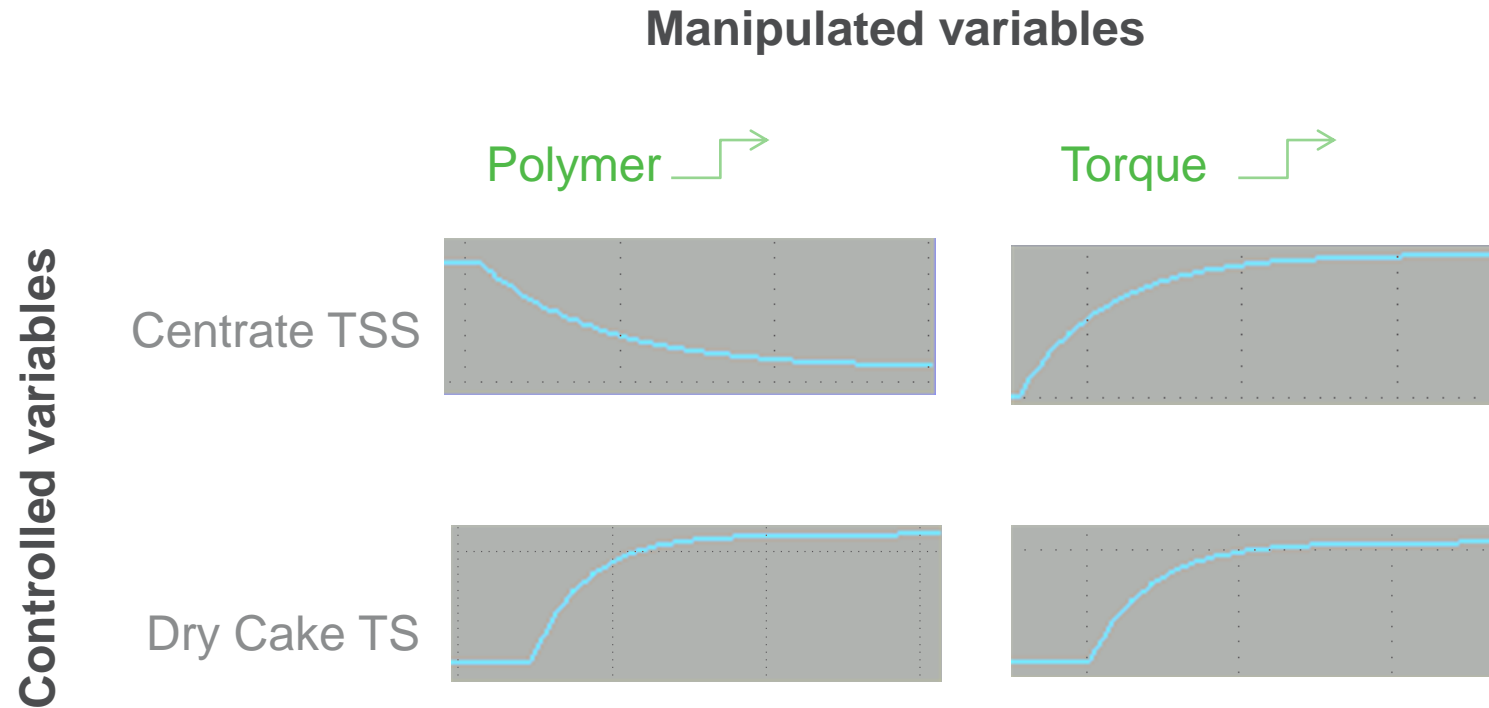 Manipulated variables
Polymer
Torque
Controlled variables
Centrate TSS
Dry Cake TS